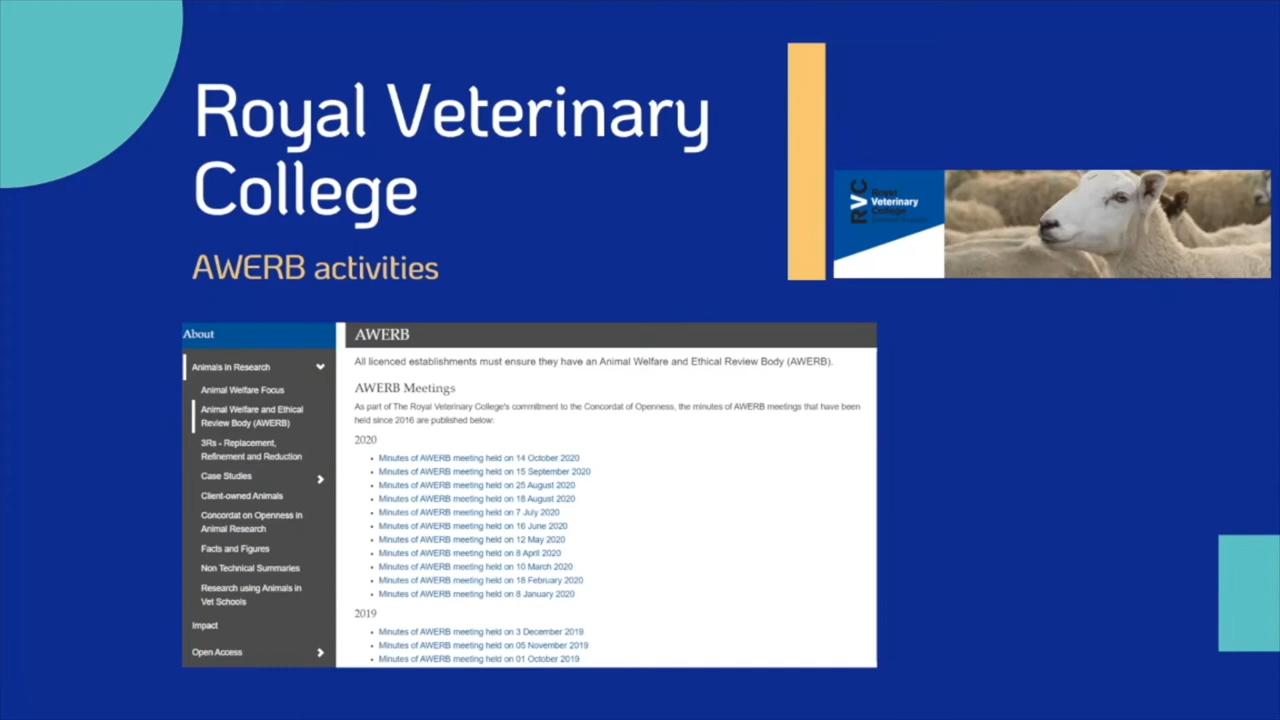 Royal Veterinary
College
AWERB activities
RVC
Royal
Veterinary
College
About
Animals in Research
Animal Welfare Focus
Animal Welfare and Ethical
Review Body (AWERB)
3Rs - Replacement,
Refinement and Reduction
Case Studies
Client-owned Animals
Concordat on Openness in
Animal Research
Facts and Figures
Non Technical Summaries
Research using Animals in
Vet Schools
Impact
Open Access
AWERB
All licenced establishments must ensure they have an Animal Welfare and Ethical Review Body (AWERB).
AWERB Meetings
As part of The Royal Veterinary College's commitment to the Concordat of Openness, the minutes of AWERB meetings that have been
held since 2016 are published below:
2020
• Minutes of AWERB meeting held on 14 October 2020
• Minutes of AWERB meeting held on 15 September 2020
• Minutes of AWERB meeting held on 25 August 2020
• Minutes of AWERB meeting held on 18 August 2020
• Minutes of AWERB meeting held on 7 July 2020
• Minutes of AWERB meeting held on 16 June 2020
• Minutes of AWERB meeting held on 12 May 2020
• Minutes of AWERB meeting held on 8 April 2020
• Minutes of AWERB meeting held on 10 March 2020
• Minutes of AWERB meeting held on 18 February 2020
• Minutes of AWERB meeting held on 8 January 2020
2019
• Minutes of AWERB meeting held on 3 December 2019
• Minutes of AWERB meeting held on 05 November 2019
• Minutes of AWERB meeting held on 01 October 2019